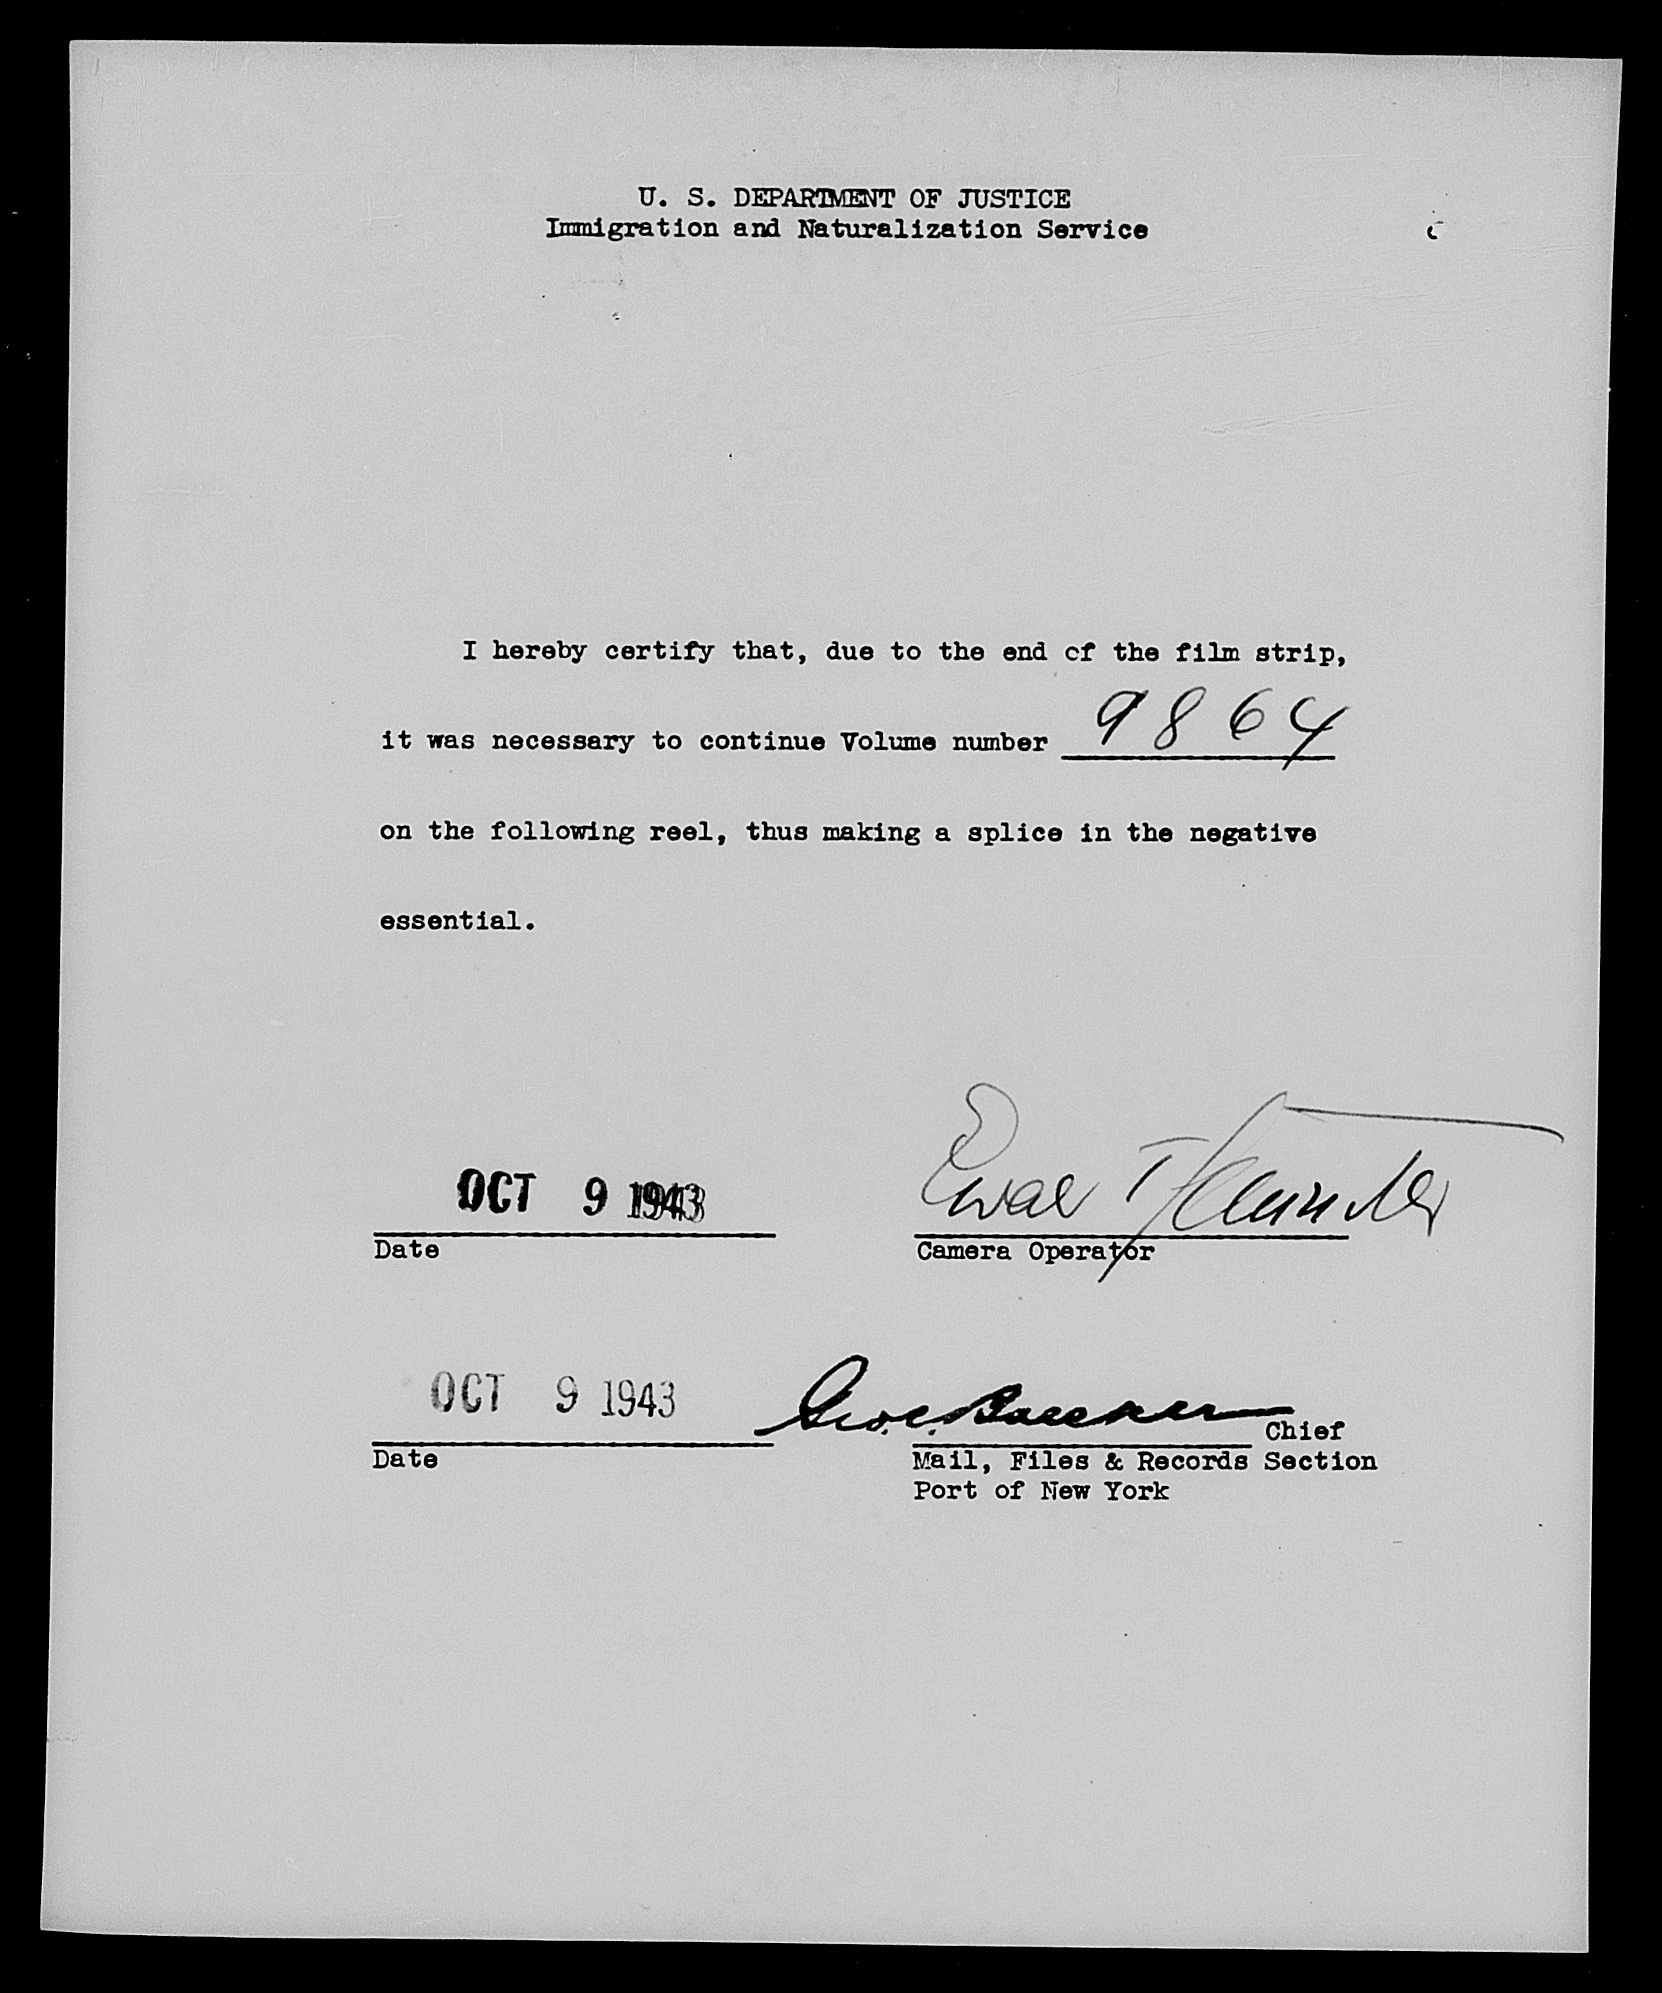 U. S. DEPARTMENT OF JUSTICE
Immigration and Naturalization Service
I hereby certify that, due to the end of the film strip,
it was necessary to continue Volume number 9864
on the following reel, thus making a splice in the negative
essential.
OCT 9 1943
Date
Camera Operator
OCT 9 1943
Geo.
Chief
Date
Mail, Files & Records Section
Port of New York